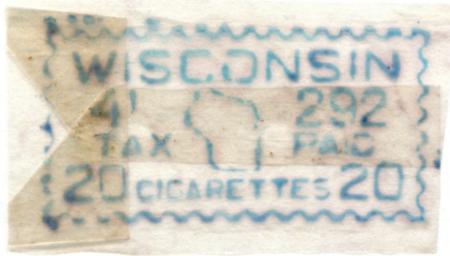 WISCONSIN
4' 292
TAX PAID
20 CIGARETTES 20